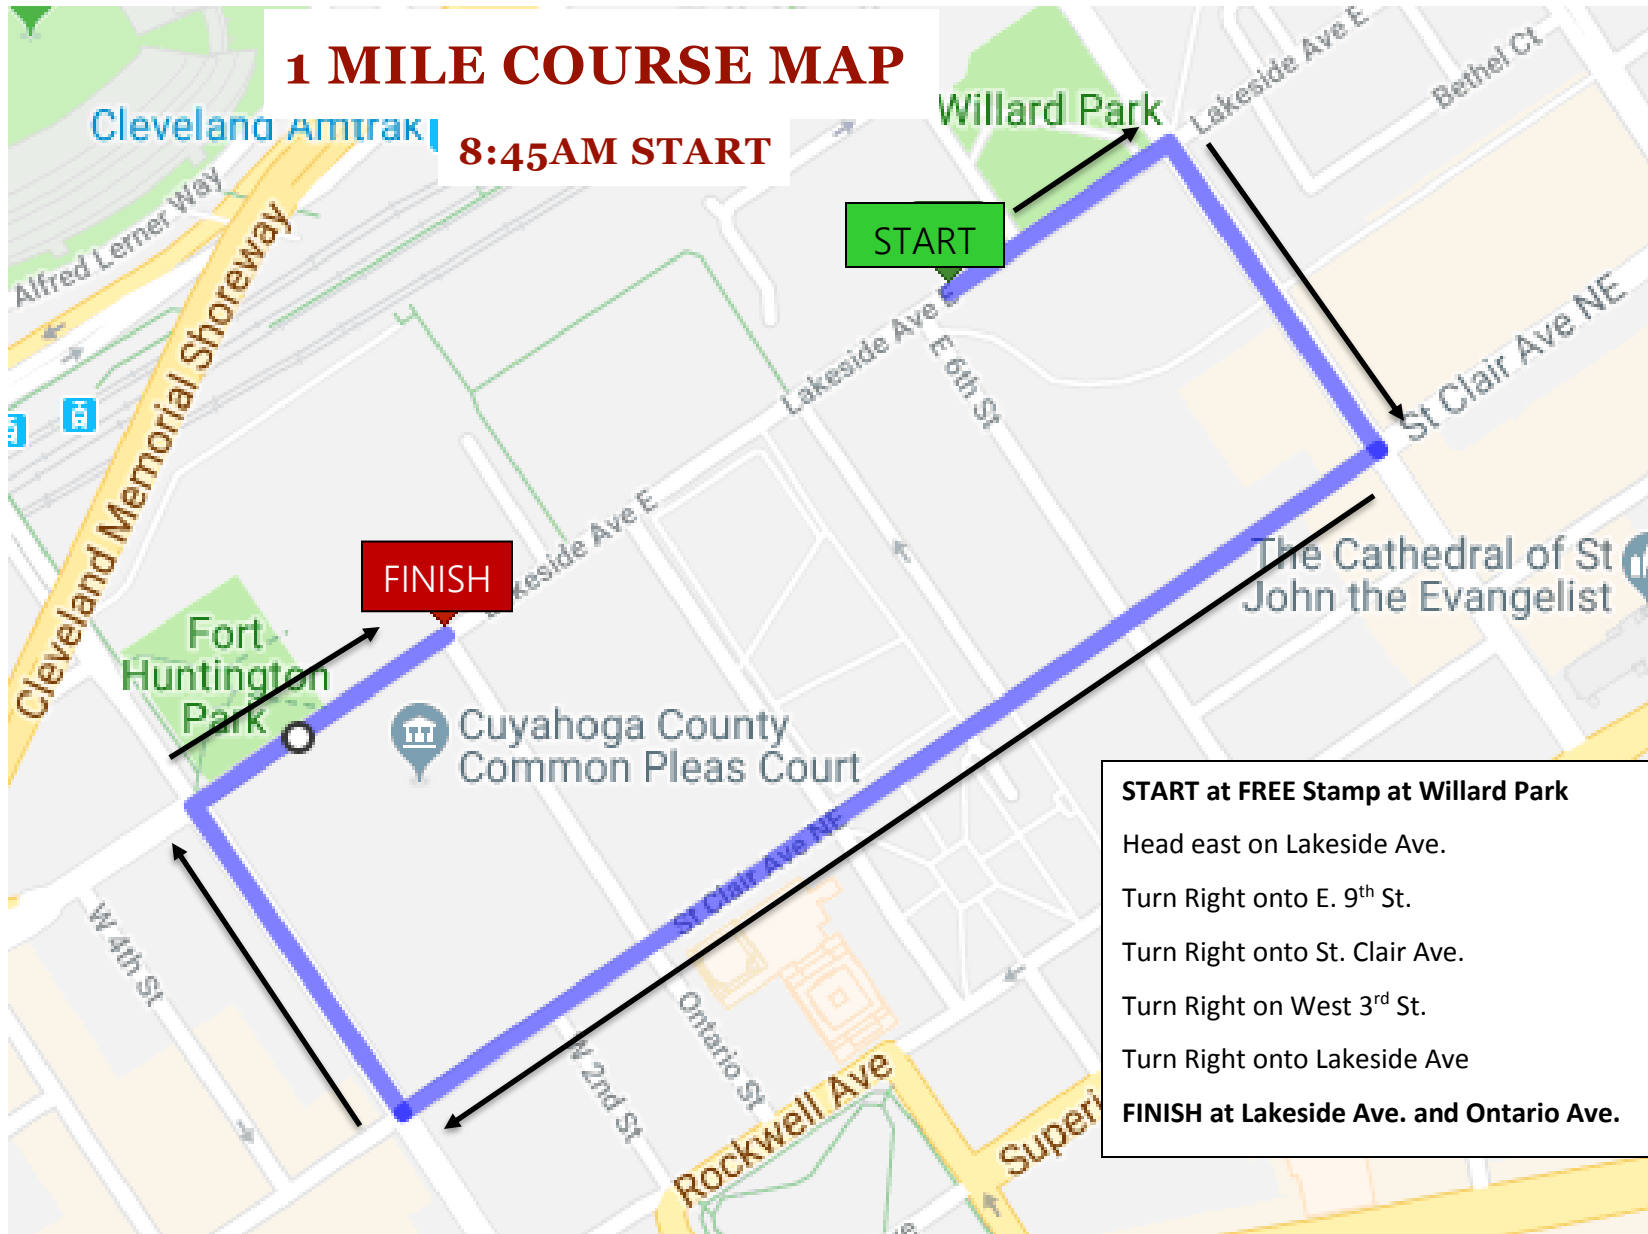 1 MILE COURSE MAP
8:45AM START
Cleveland Amtrak
Willard Park
Lakeside Ave E
Bethel Ct
Alfred Lerner Way
Cleveland Memorial Shoreway
START
Lakeside Ave E
E 6th St
St Clair Ave NE
FINISH
Lakeside Ave E
The Cathedral of St
John the Evangelist
Fort
Huntington
Park
Cuyahoga County
Common Pleas Court
St Clair Ave NE
W 4th St
Ontario St
W 2nd St
Rockwell Ave
Superi
START at FREE Stamp at Willard Park
Head east on Lakeside Ave.
Turn Right onto E. 9th St.
Turn Right onto St. Clair Ave.
Turn Right on West 3rd St.
Turn Right onto Lakeside Ave
FINISH at Lakeside Ave. and Ontario Ave.